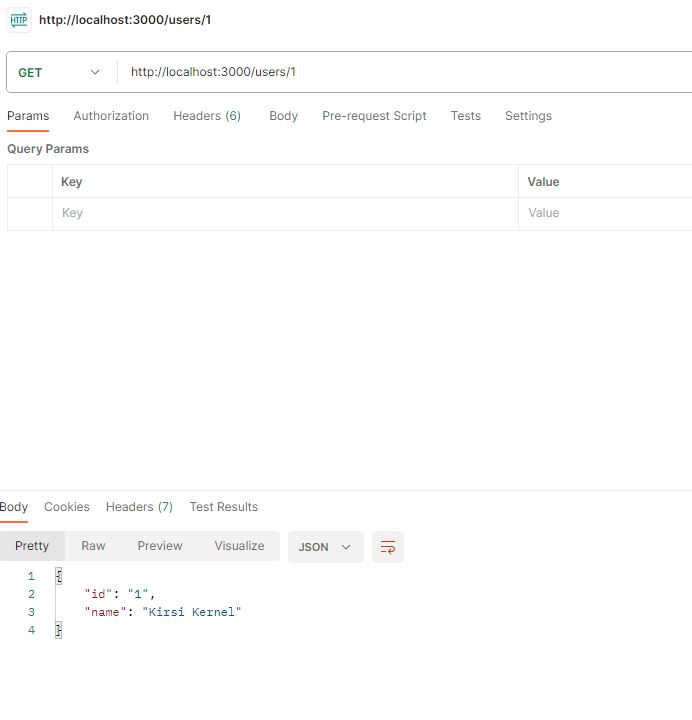 HTTP http://localhost:3000/users/1
GET http://localhost:3000/users/1
Params Authorization Headers (6) Body Pre-request Script Tests Settings
Query Params
Key Value
Key Value
Body Cookies Headers (7) Test Results
Pretty Raw Preview Visualize JSON
1 {
2 "id": "1",
3 "name": "Kirsi Kernel"
4 }